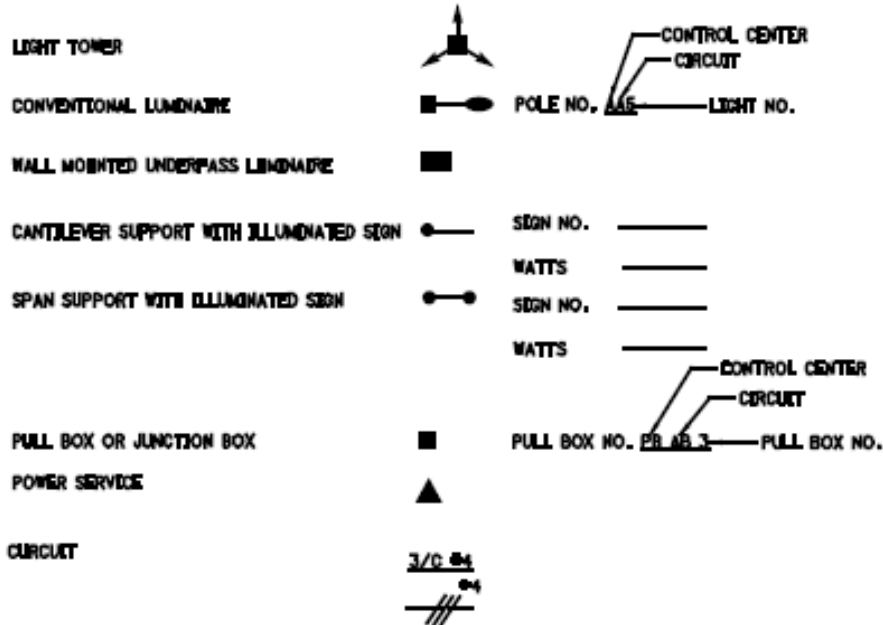 LIGHT TOWER
CONTROL CENTER
CIRCUIT
CONVENTIONAL LUMINAIRE
POLE NO. AA5 LIGHT NO.
WALL MOUNTED UNDERPASS LUMINAIRE
CANTILEVER SUPPORT WITH ILLUMINATED SIGN
SIGN NO.
WATTS
SPAN SUPPORT WITH ILLUMINATED SIGN
SIGN NO.
WATTS
CONTROL CENTER
CIRCUIT
PULL BOX OR JUNCTION BOX
PULL BOX NO. PB AB 3 PULL BOX NO.
POWER SERVICE
CIRCUIT
3/C #4
#4